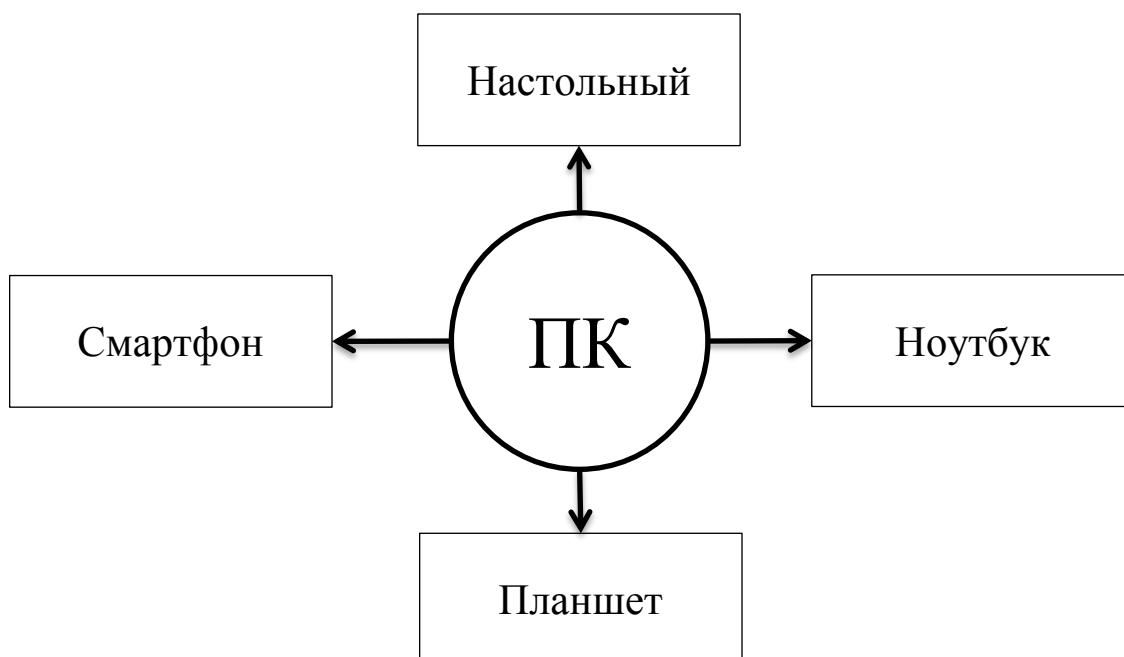 Настольный
Смартфон
ПК
Ноутбук
Планшет